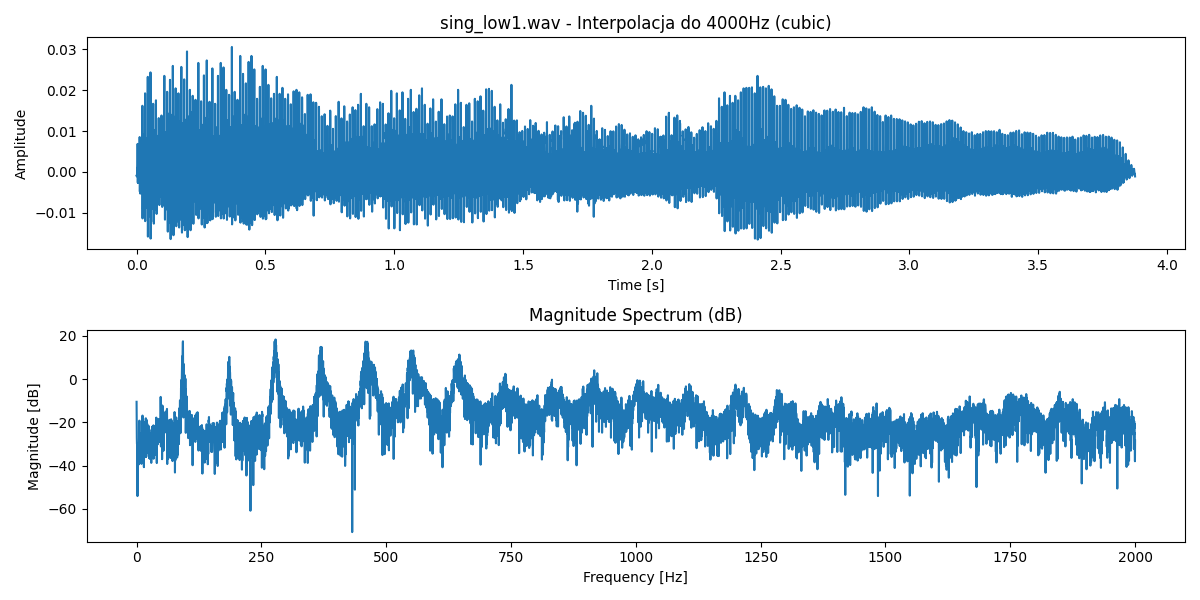 sing_low1.wav - Interpolacja do 4000Hz (cubic)
0.03
0.02
0.01
0.00
−0.01
Amplitude
0.0 0.5 1.0 1.5 2.0 2.5 3.0 3.5 4.0
Time [s]
Magnitude Spectrum (dB)
20
0
−20
−40
−60
Magnitude [dB]
0 250 500 750 1000 1250 1500 1750 2000
Frequency [Hz]